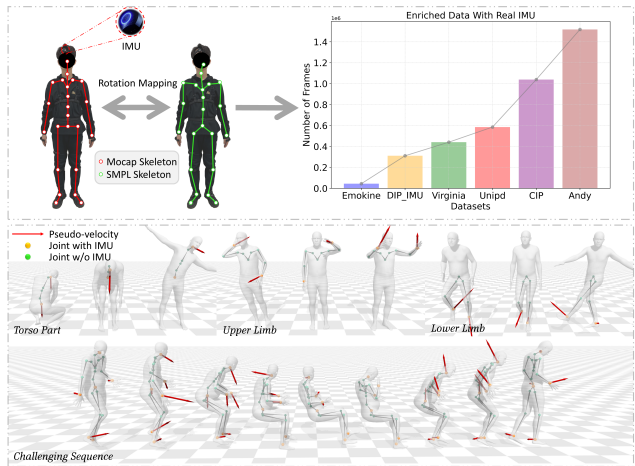 IMU
Rotation Mapping
Mocap Skeleton
SMPL Skeleton
Enriched Data With Real IMU
1e6
Number of Frames
1.4
1.2
1.0
0.8
0.6
0.4
0.2
0.0
Emokine DIP_IMU Virginia Unipd CIP Andy
Datasets
Pseudo-velocity
Joint with IMU
Joint w/o IMU
Torso Part
Upper Limb
Lower Limb
Challenging Sequence